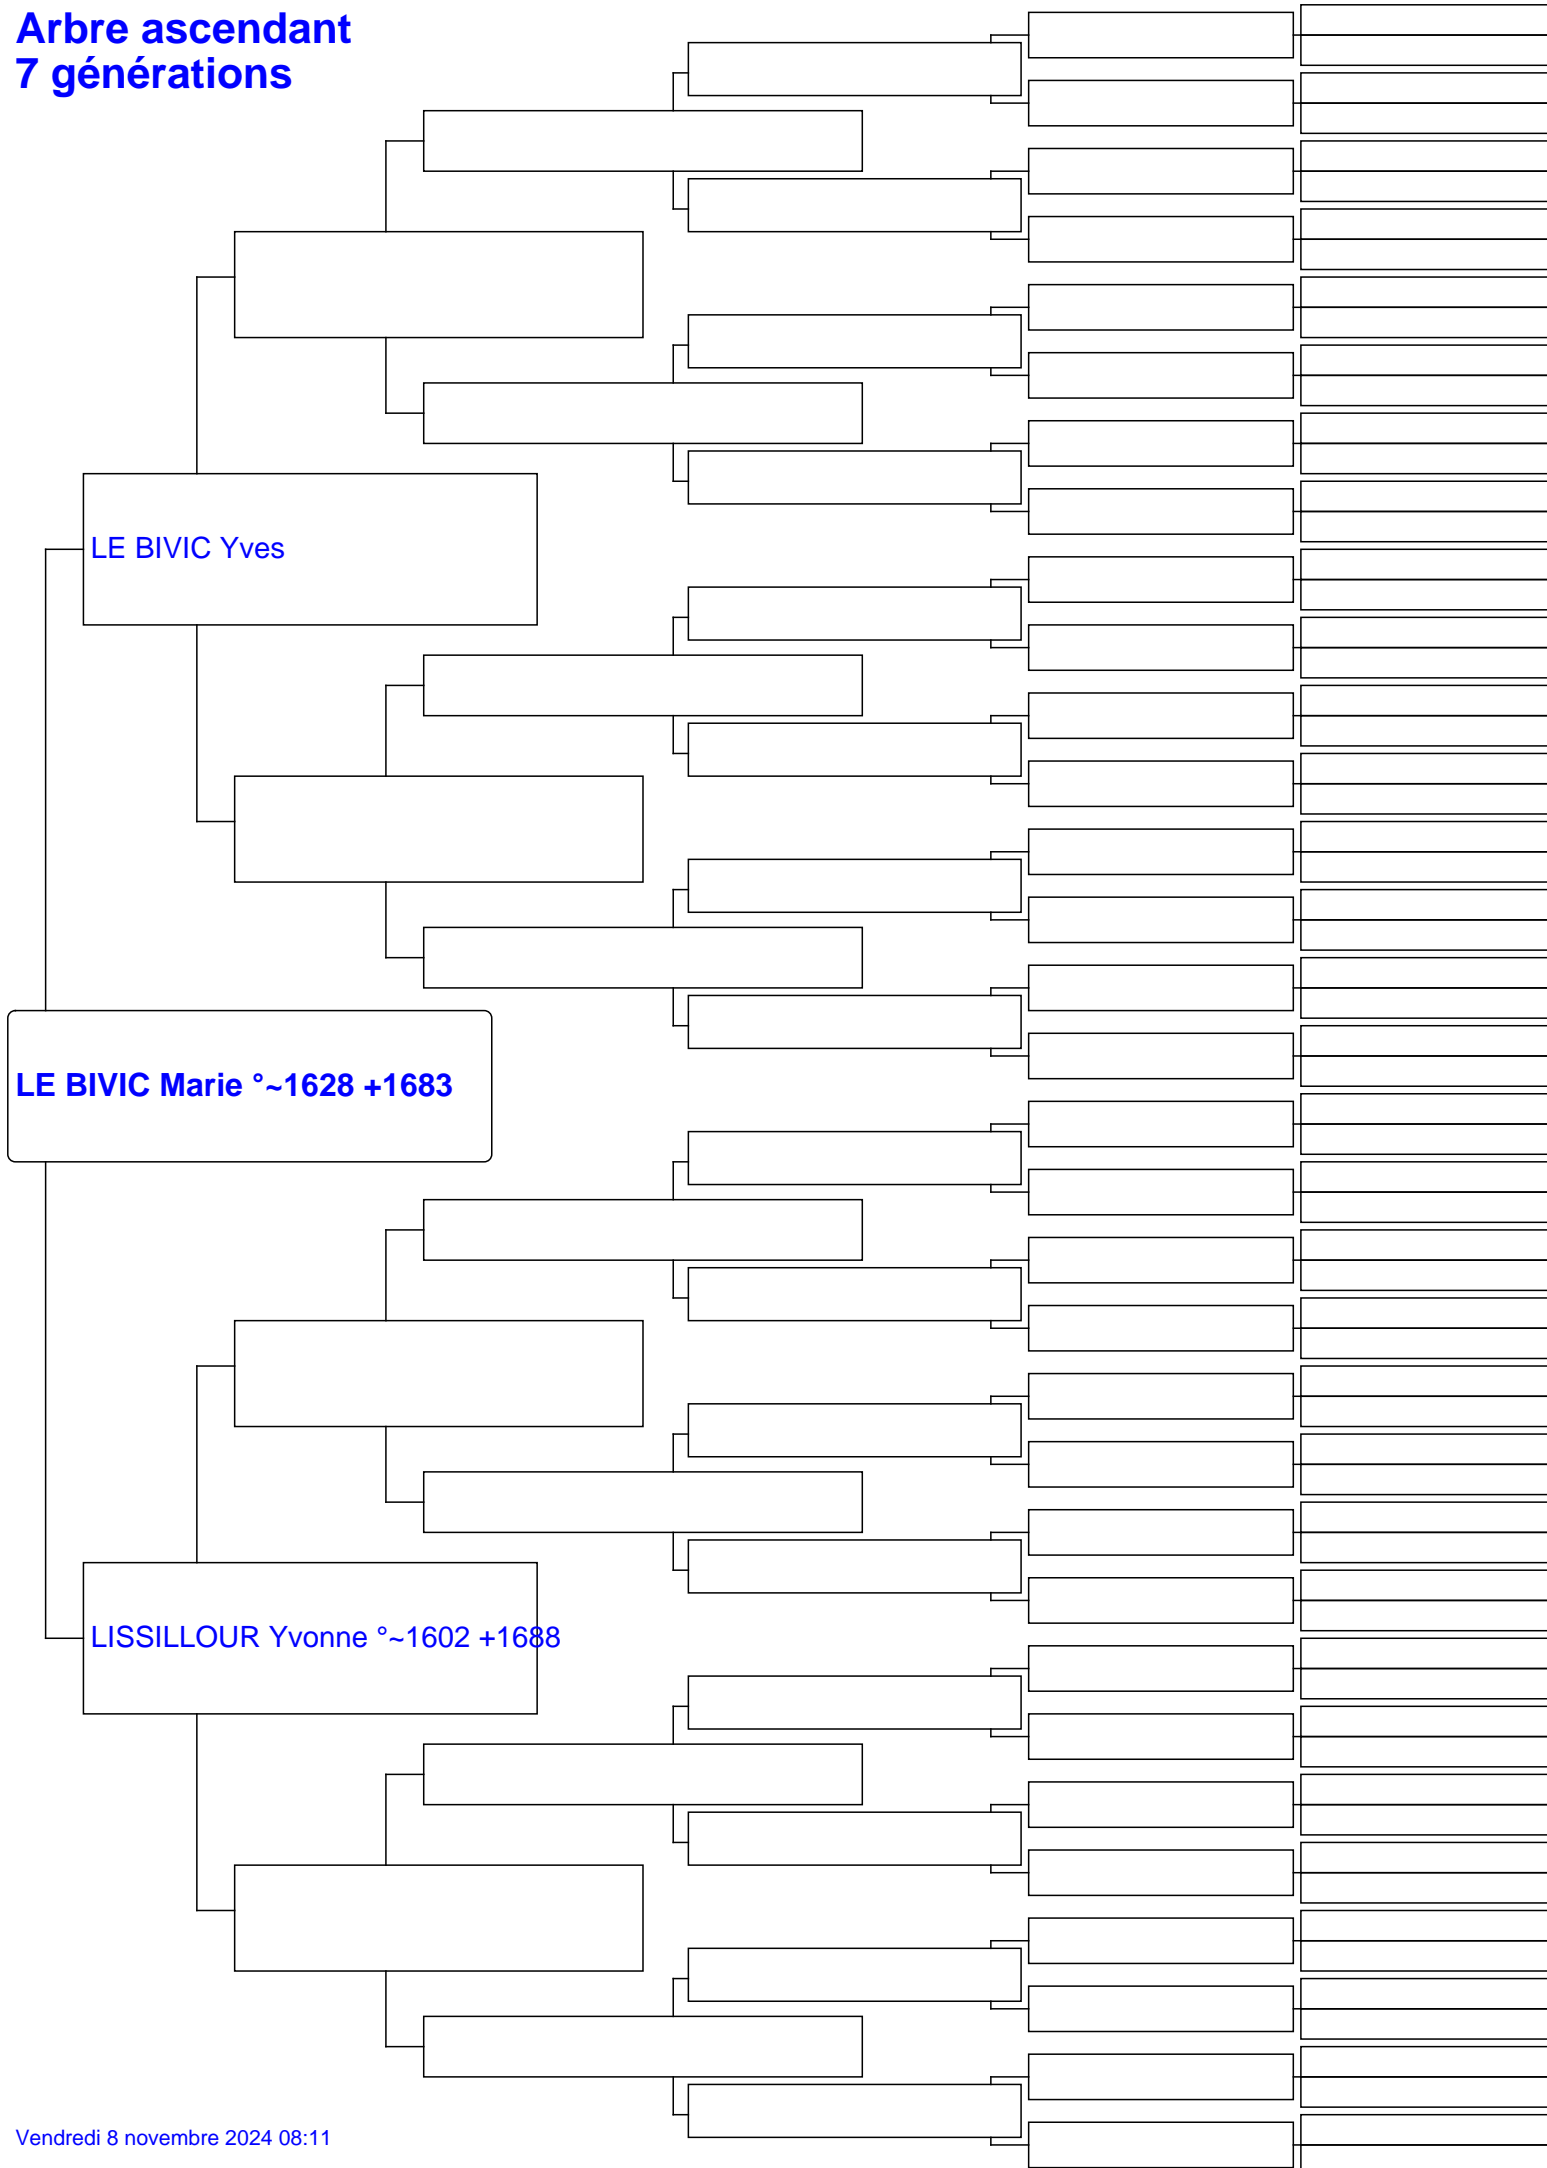 Arbre ascendant
7 générations
LE BIVIC Yves
LE BIVIC Marie °~1628 +1683
LISSILLOUR Yvonne °~1602 +1688
Vendredi 8 novembre 2024 08:11